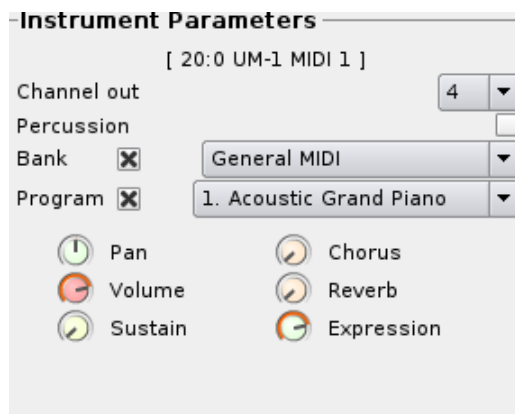 Instrument Parameters
[ 20:0 UM-1 MIDI 1 ]
Channel out 4
Percussion
Bank General MIDI
Program 1. Acoustic Grand Piano
Pan Chorus
Volume Reverb
Sustain Expression